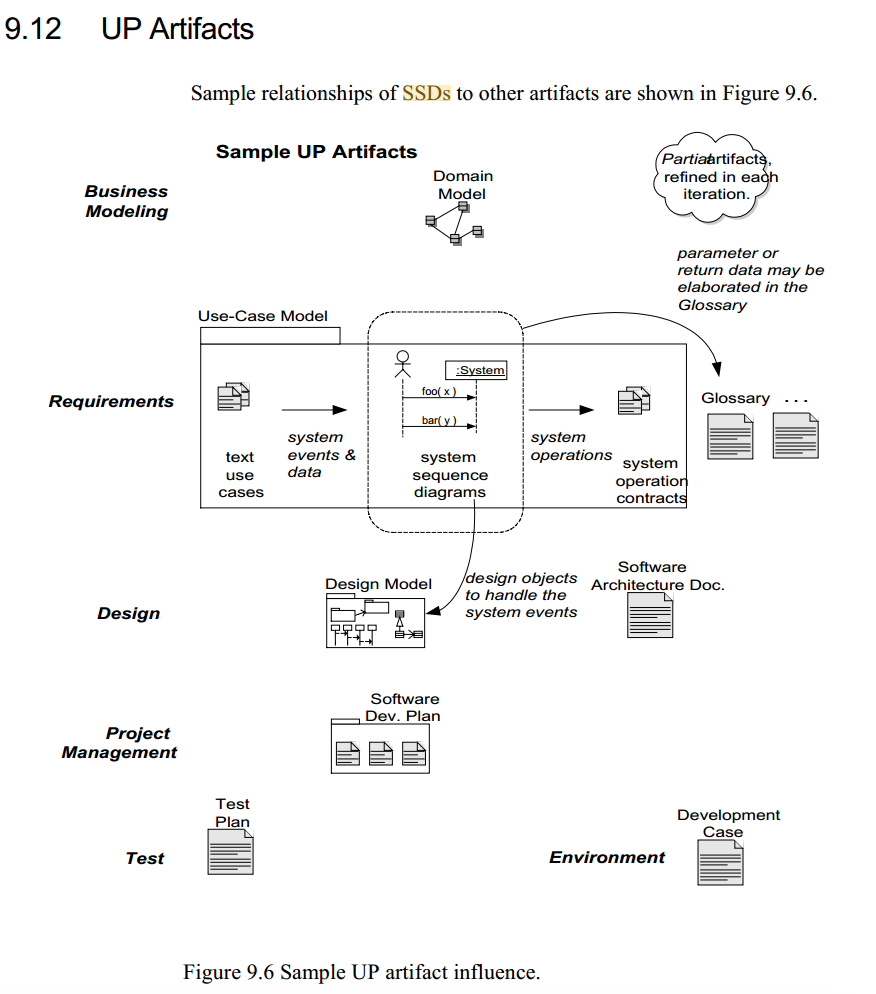 9.12 UP Artifacts
Sample relationships of SSDs to other artifacts are shown in Figure 9.6.
Sample UP Artifacts
Partial artifacts,
refined in each
iteration.
Domain
Model
Business
Modeling
parameter or
return data may be
elaborated in the
Glossary
Use-Case Model
:System
foo( x )
bar( y )
Requirements
Glossary ...
text
use
cases
system
events &
data
system
sequence
diagrams
system
operations
system
operation
contracts
Design
Design Model
design objects
to handle the
system events
Software
Architecture Doc.
Project
Management
Software
Dev. Plan
Test
Plan
Test
Environment
Development
Case
Figure 9.6 Sample UP artifact influence.